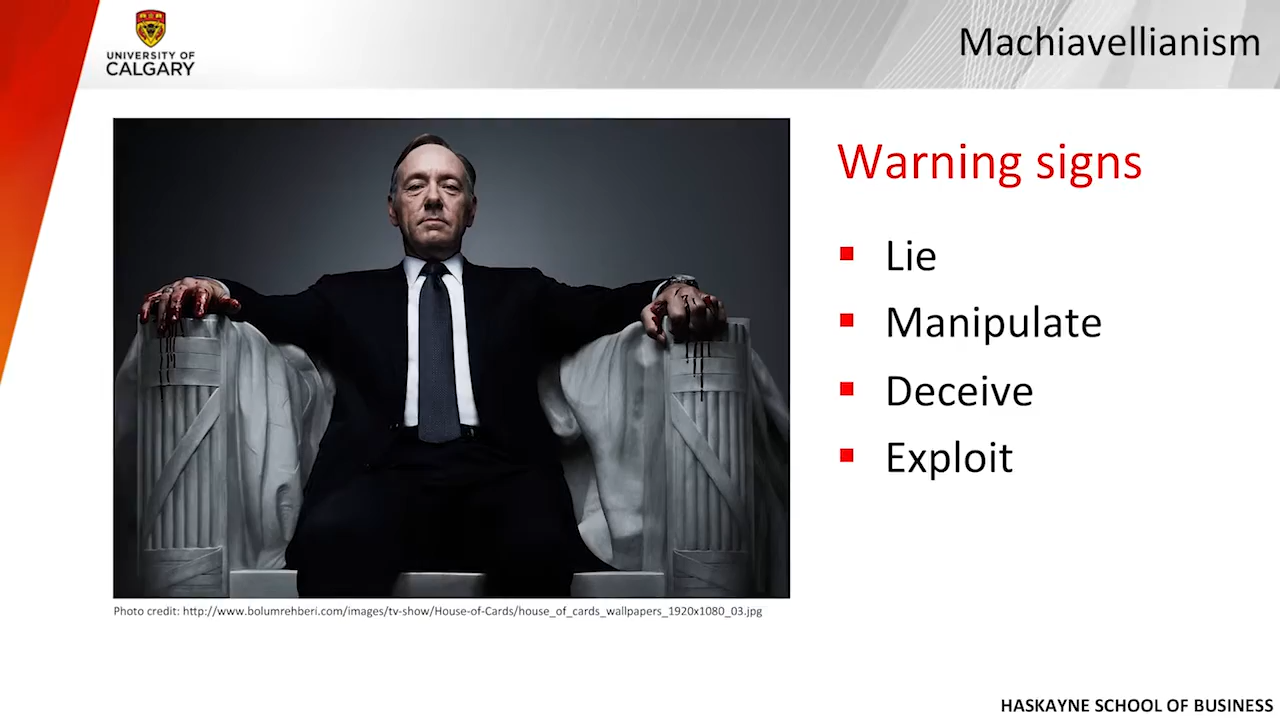 UNIVERSITY OF
CALGARY
Machiavellianism
Warning signs
Lie
Manipulate
Deceive
Exploit
Photo credit: http://www.bolumrehberi.com/images/tv-show/House-of-Cards/house_of_cards_wallpapers_1920x1080_03.jpg
HASKAYNE SCHOOL OF BUSINESS